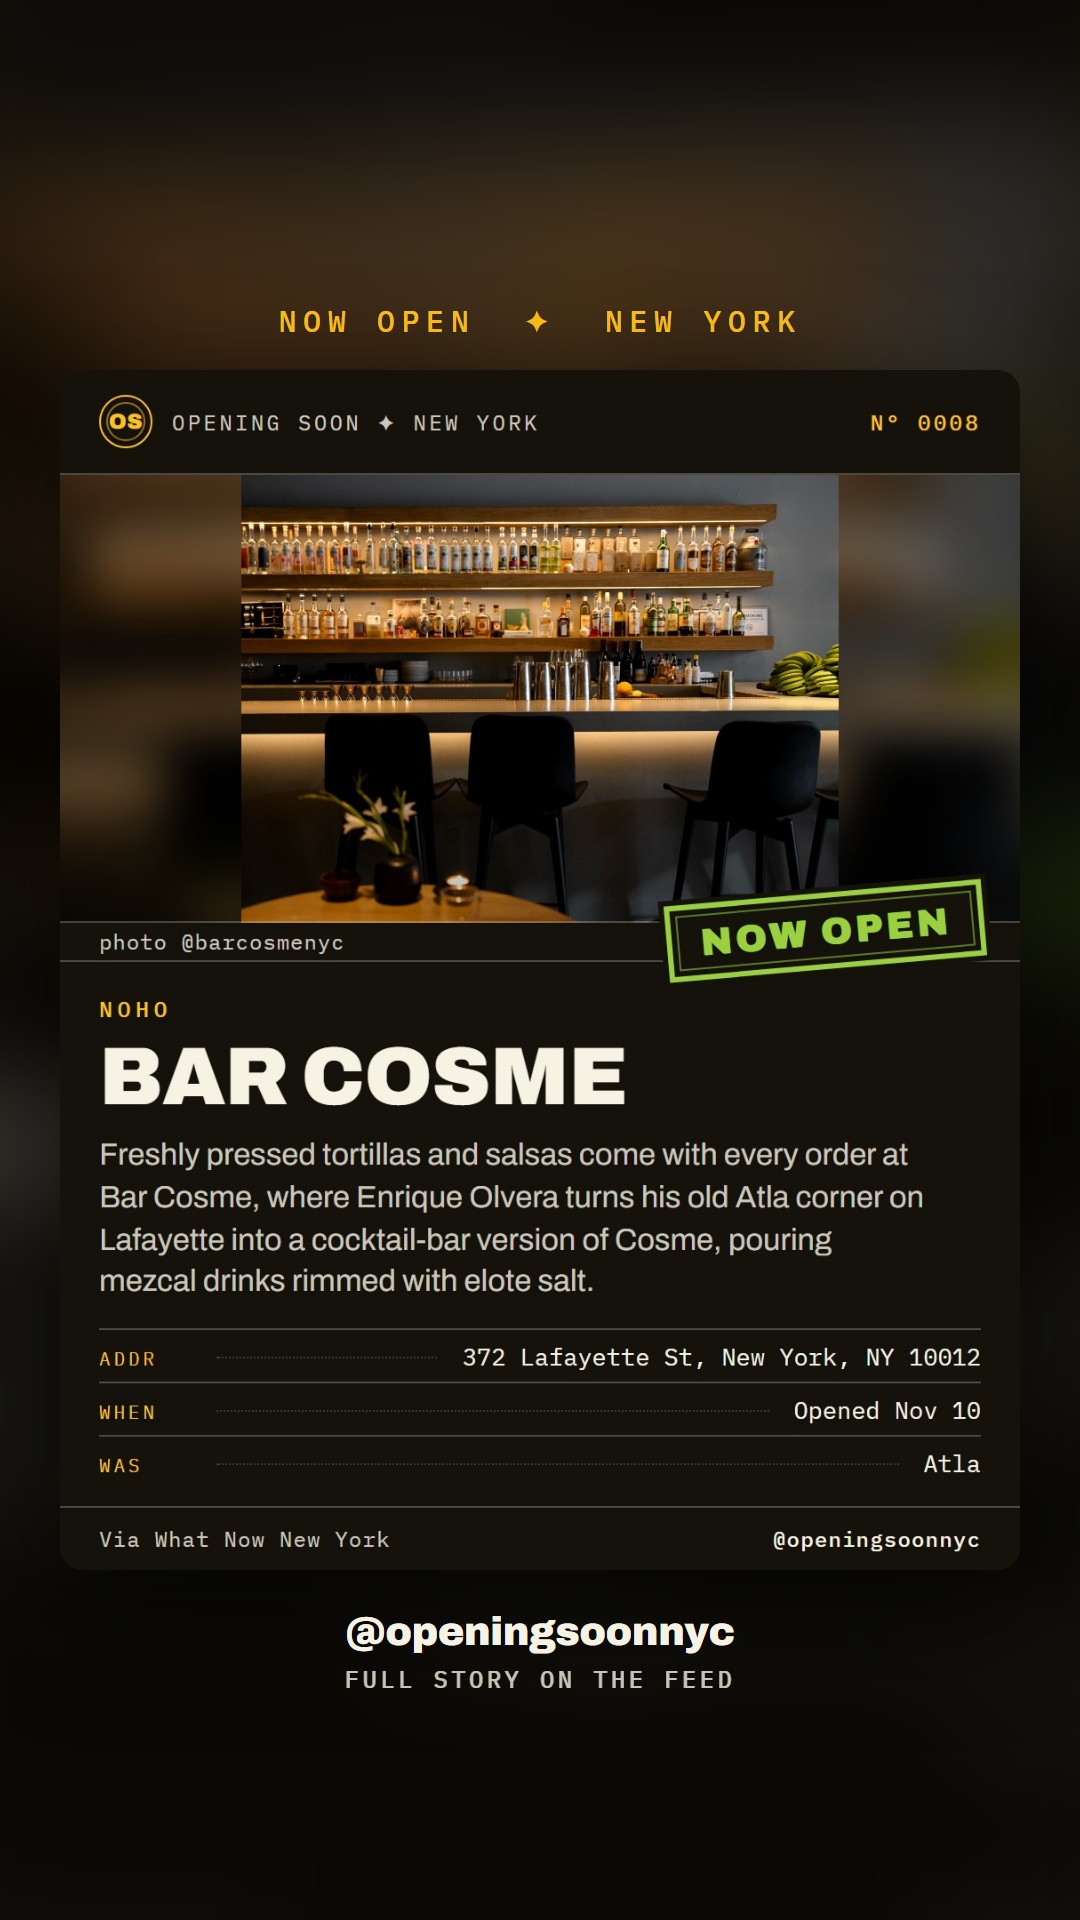 NOW OPEN ✦ NEW YORK
OS OPENING SOON ✦ NEW YORK
N° 0008
photo @barcosmenyc
NOW OPEN
NOHO
BAR COSME
Freshly pressed tortillas and salsas come with every order at
Bar Cosme, where Enrique Olvera turns his old Atla corner on
Lafayette into a cocktail-bar version of Cosme, pouring
mezcal drinks rimmed with elote salt.
ADDR 372 Lafayette St, New York, NY 10012
WHEN Opened Nov 10
WAS Atla
Via What Now New York
@openingsoonnyc
@openingsoonnyc
FULL STORY ON THE FEED